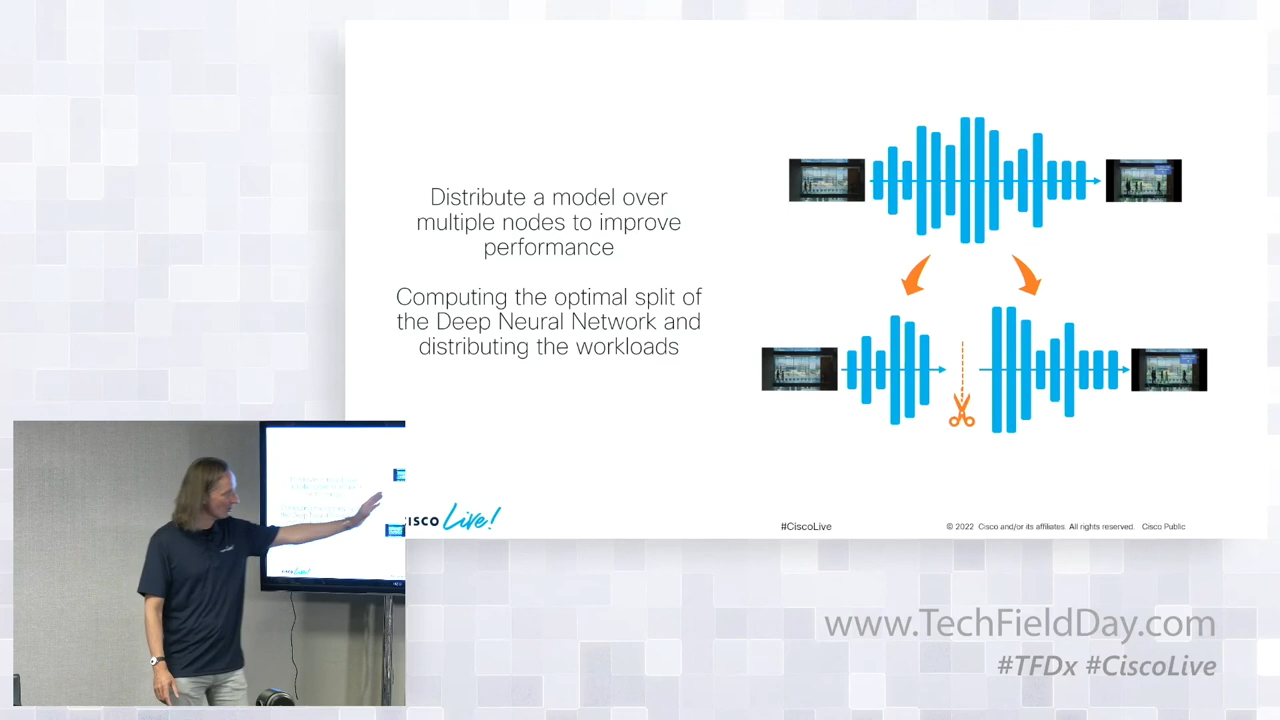 Distribute a model over
multiple nodes to improve
performance
Computing the optimal split of
the Deep Neural Network and
distributing the workloads
CISCO Live!
#CiscoLive
© 2022 Cisco and/or its affiliates. All rights reserved. Cisco Public
www.TechFieldDay.com
#TFDx #CiscoLive